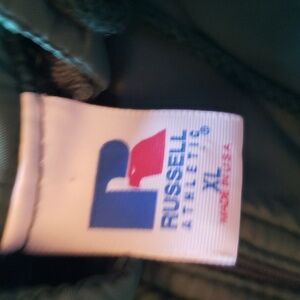 RUSSELL
ATHLETIC®
XL
MADE IN U.S.A.